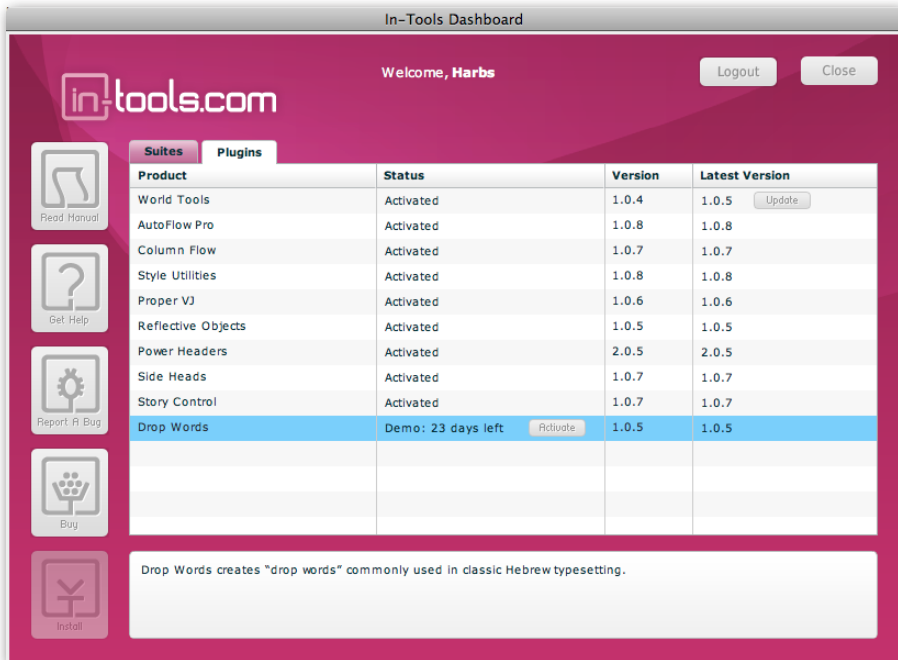 In-Tools Dashboard
in-tools.com
Welcome, Harbs
Logout
Close
Read Manual
Get Help
Report A Bug
Buy
Install
Suites Plugins
Product Status Version Latest Version
World Tools Activated 1.0.4 1.0.5 Update
AutoFlow Pro Activated 1.0.8 1.0.8
Column Flow Activated 1.0.7 1.0.7
Style Utilities Activated 1.0.8 1.0.8
Proper VJ Activated 1.0.6 1.0.6
Reflective Objects Activated 1.0.5 1.0.5
Power Headers Activated 2.0.5 2.0.5
Side Heads Activated 1.0.7 1.0.7
Story Control Activated 1.0.7 1.0.7
Drop Words Demo: 23 days left Activate 1.0.5 1.0.5
Drop Words creates “drop words” commonly used in classic Hebrew typesetting.